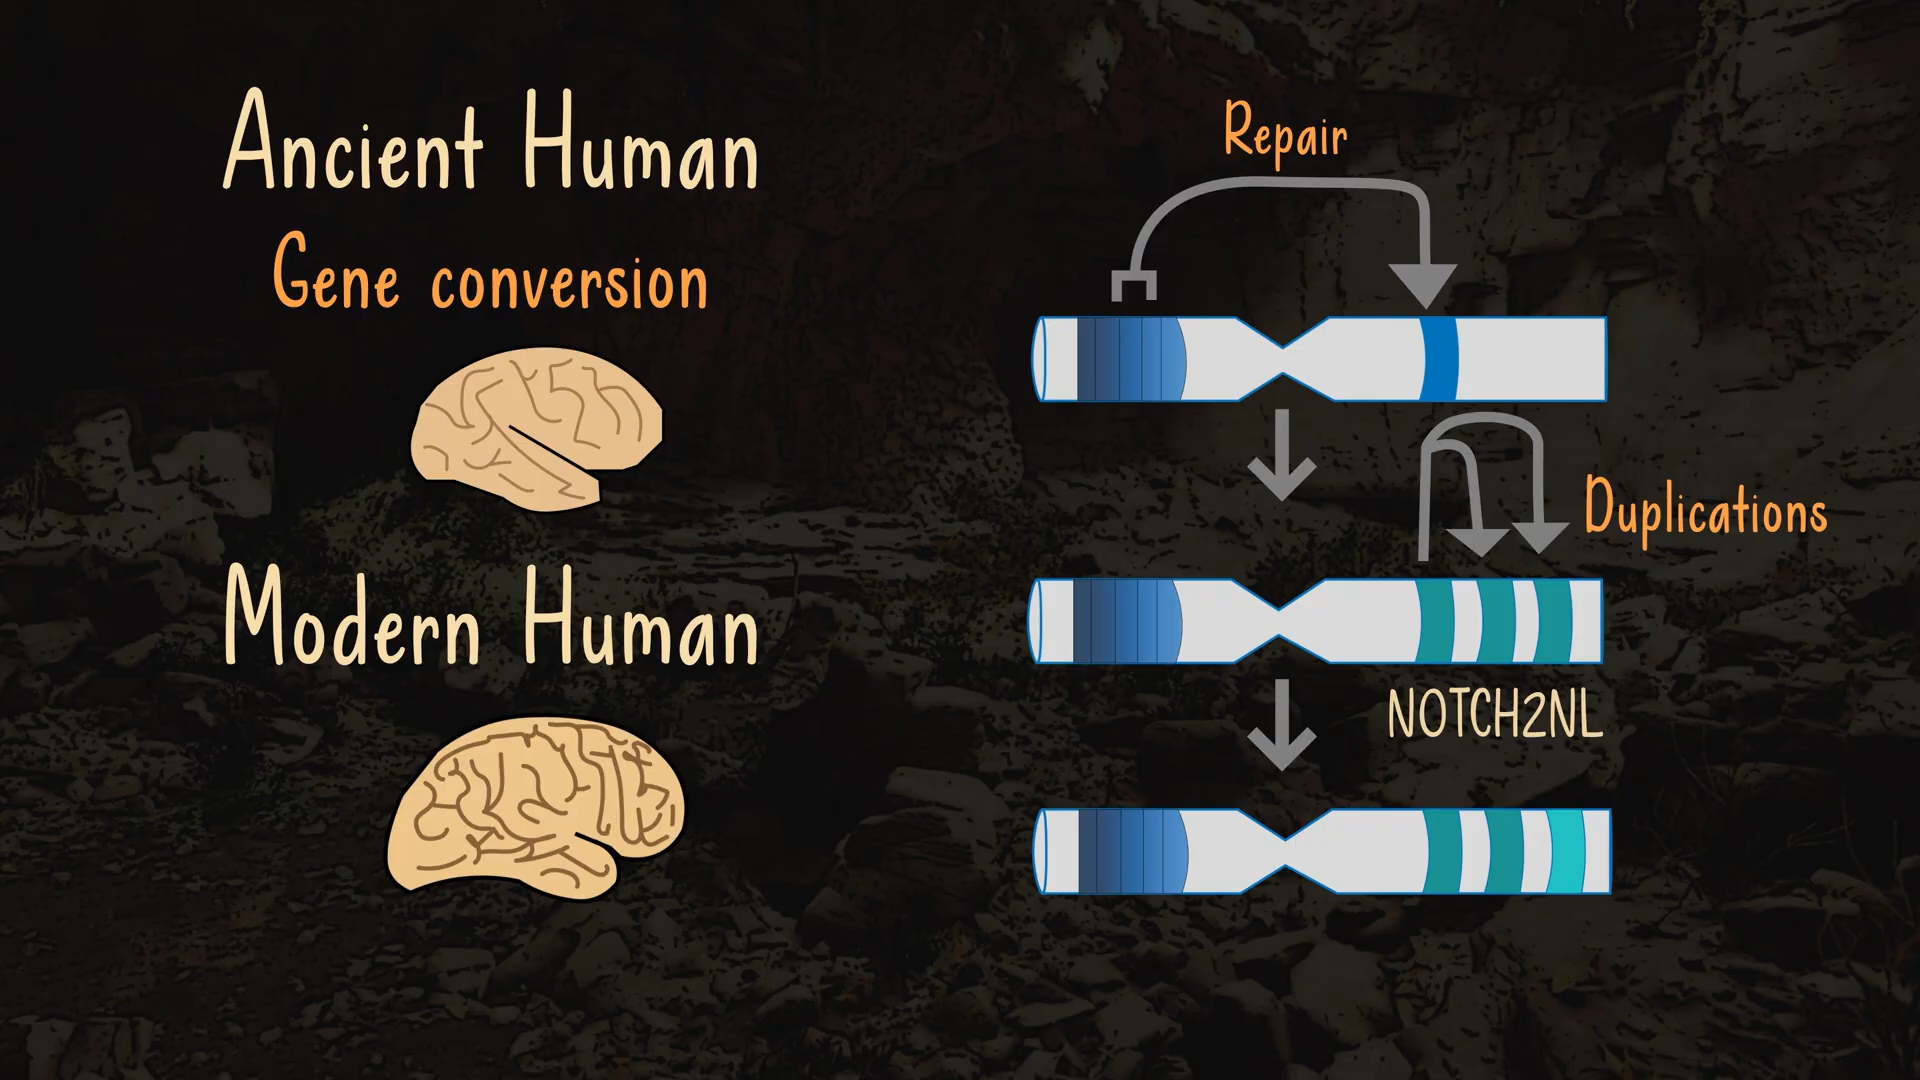 Ancient Human
Gene conversion
Repair
Duplications
Modern Human
NOTCH2NL